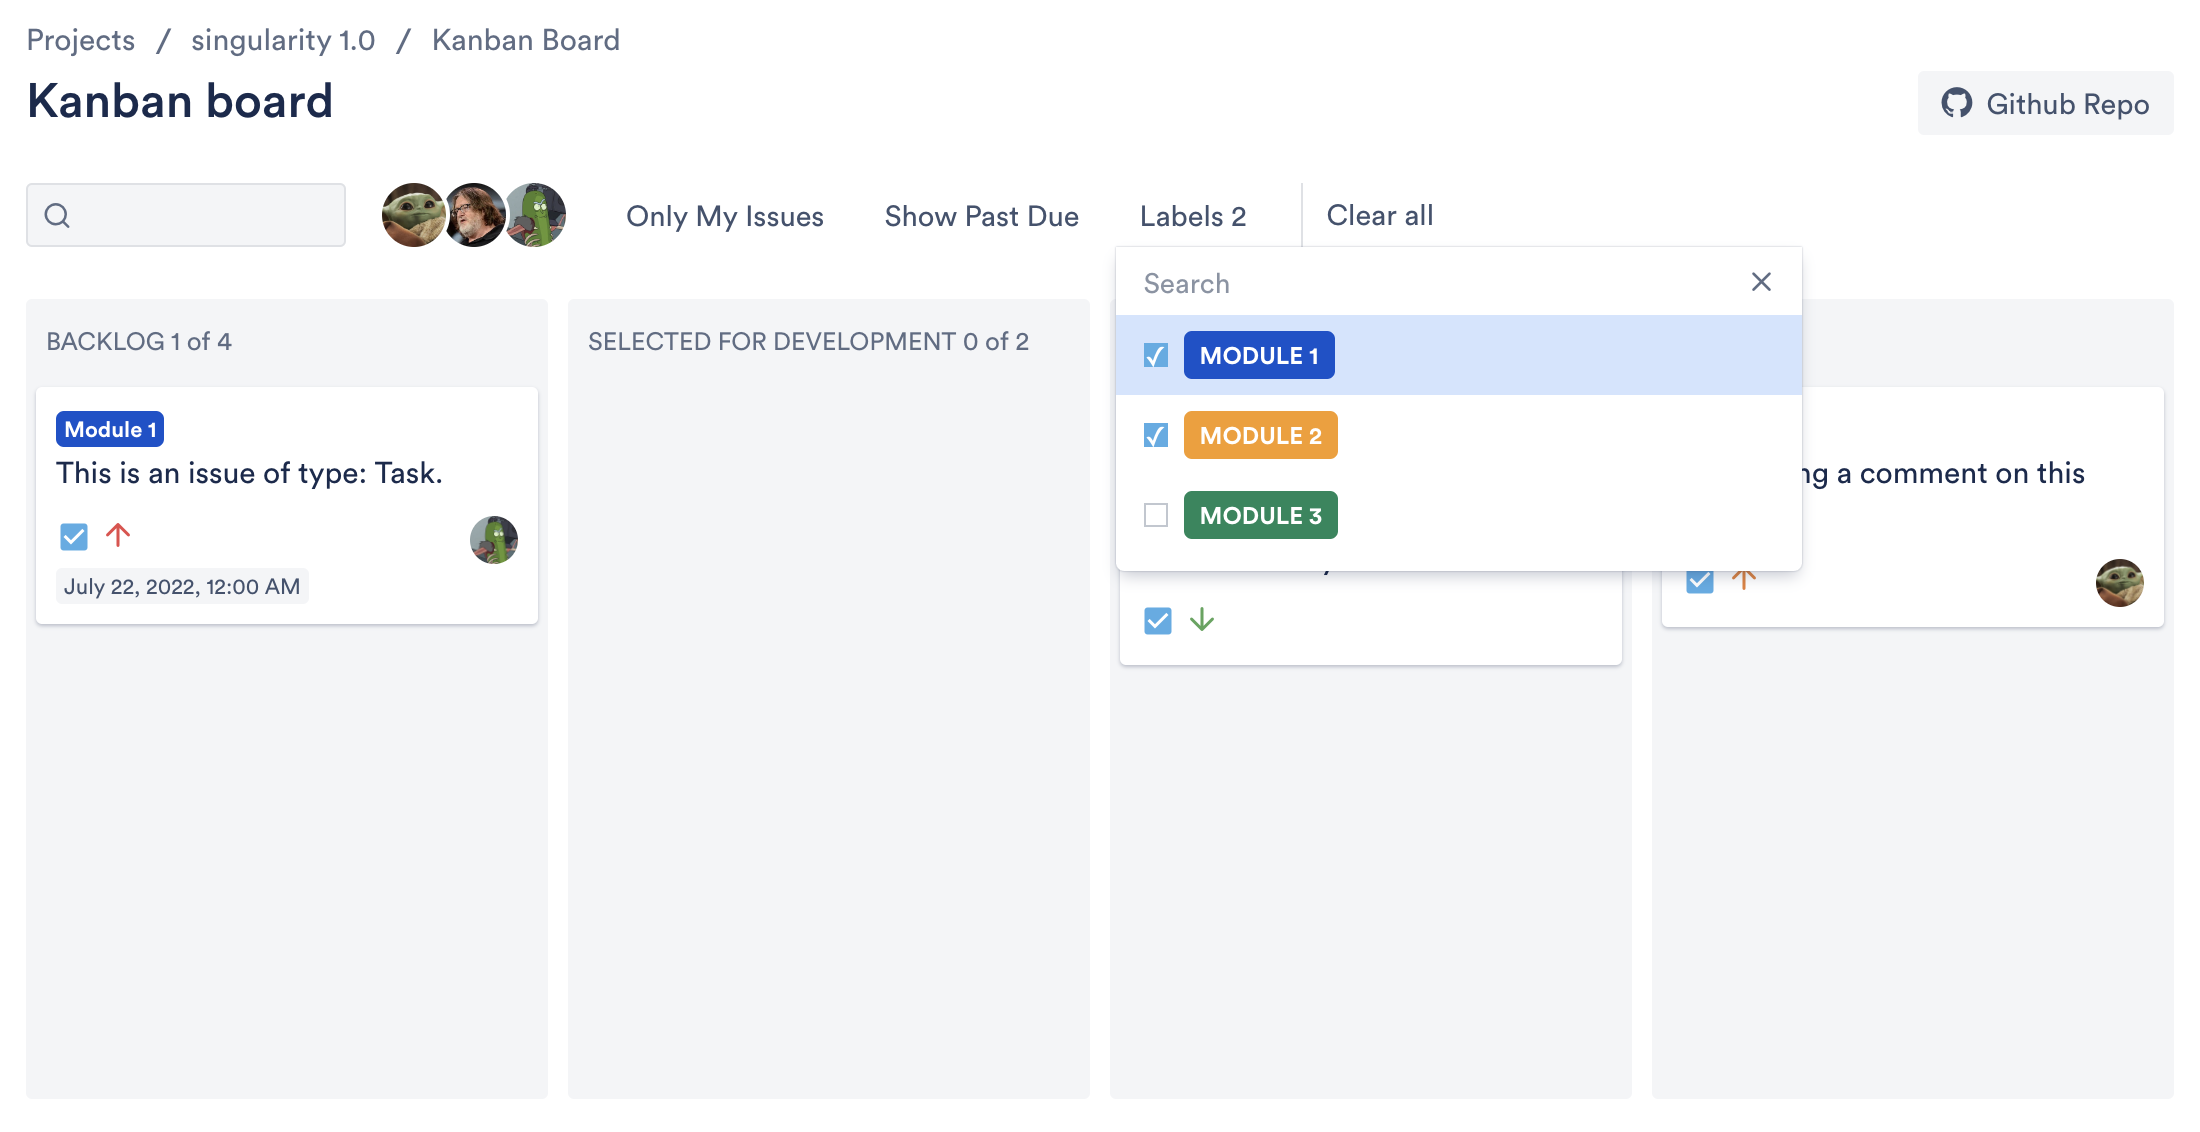 Projects / singularity 1.0 / Kanban Board
Kanban board
Github Repo
Only My Issues
Show Past Due
Labels 2
Clear all
Search
MODULE 1
MODULE 2
MODULE 3
BACKLOG 1 of 4
Module 1
This is an issue of type: Task.
July 22, 2022, 12:00 AM
SELECTED FOR DEVELOPMENT 0 of 2
a comment on this